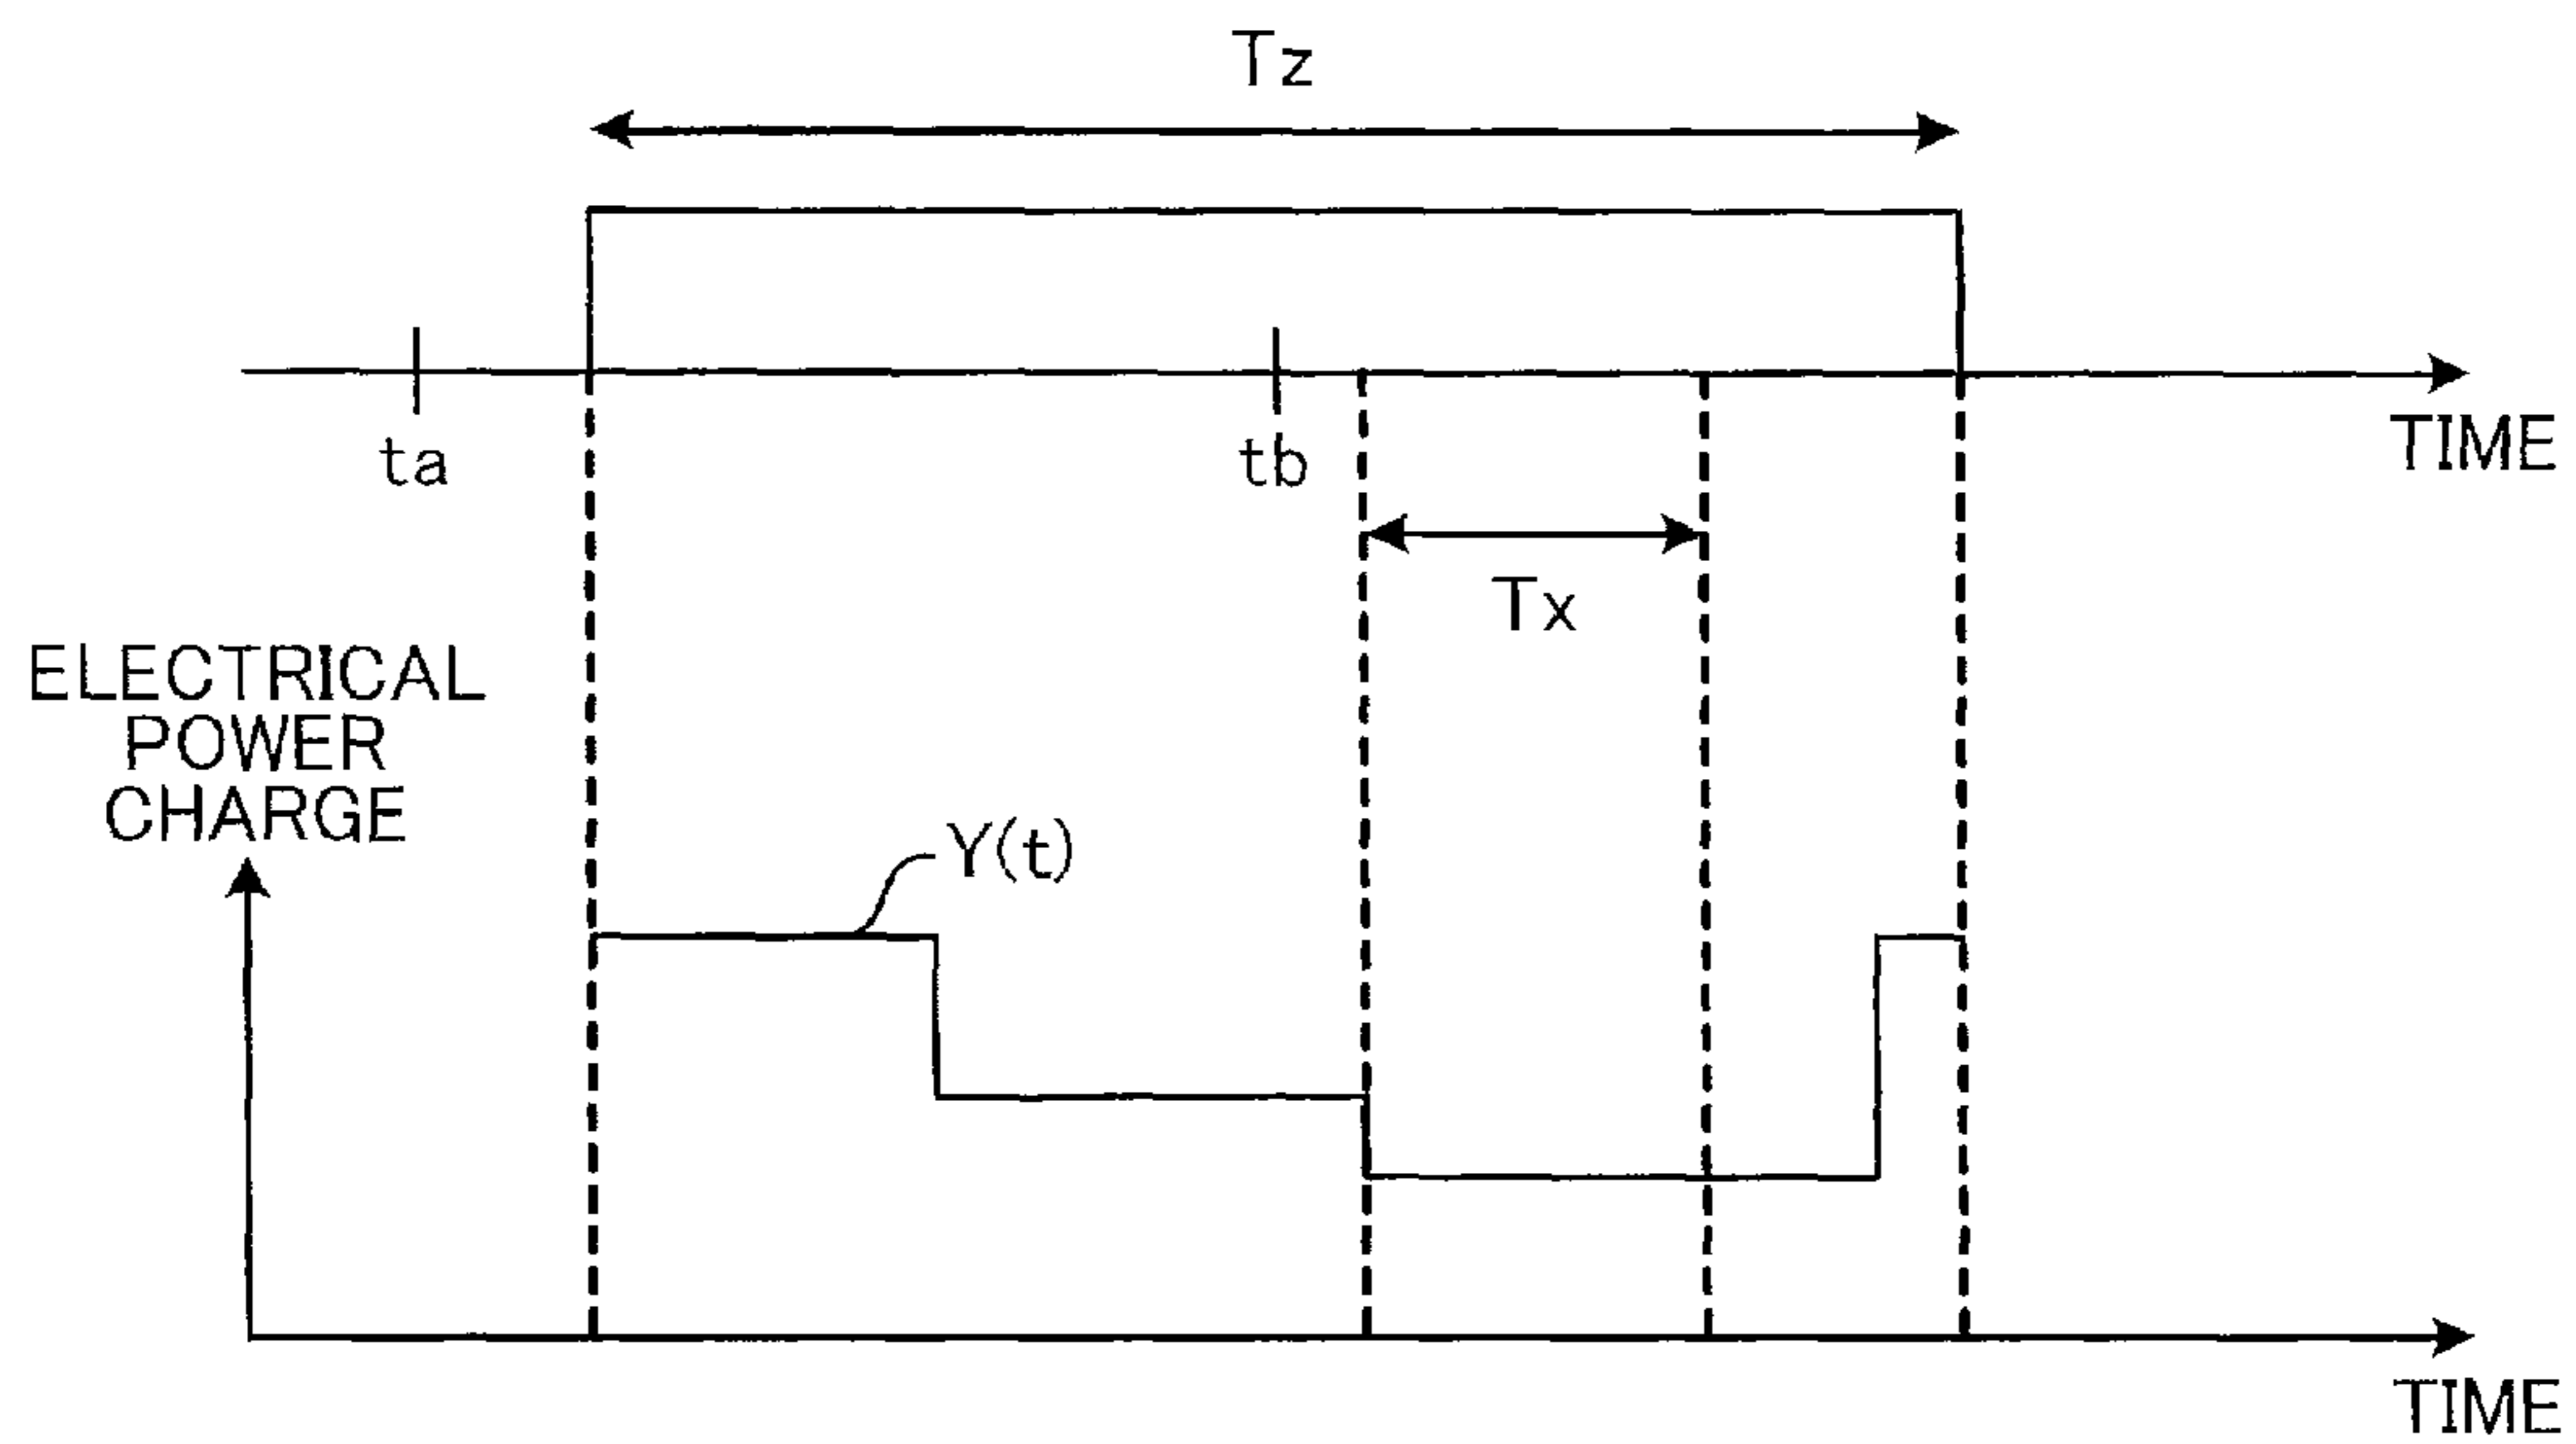 Tz
ta
tb
TIME
Tx
ELECTRICAL
POWER
CHARGE
Y(t)
TIME